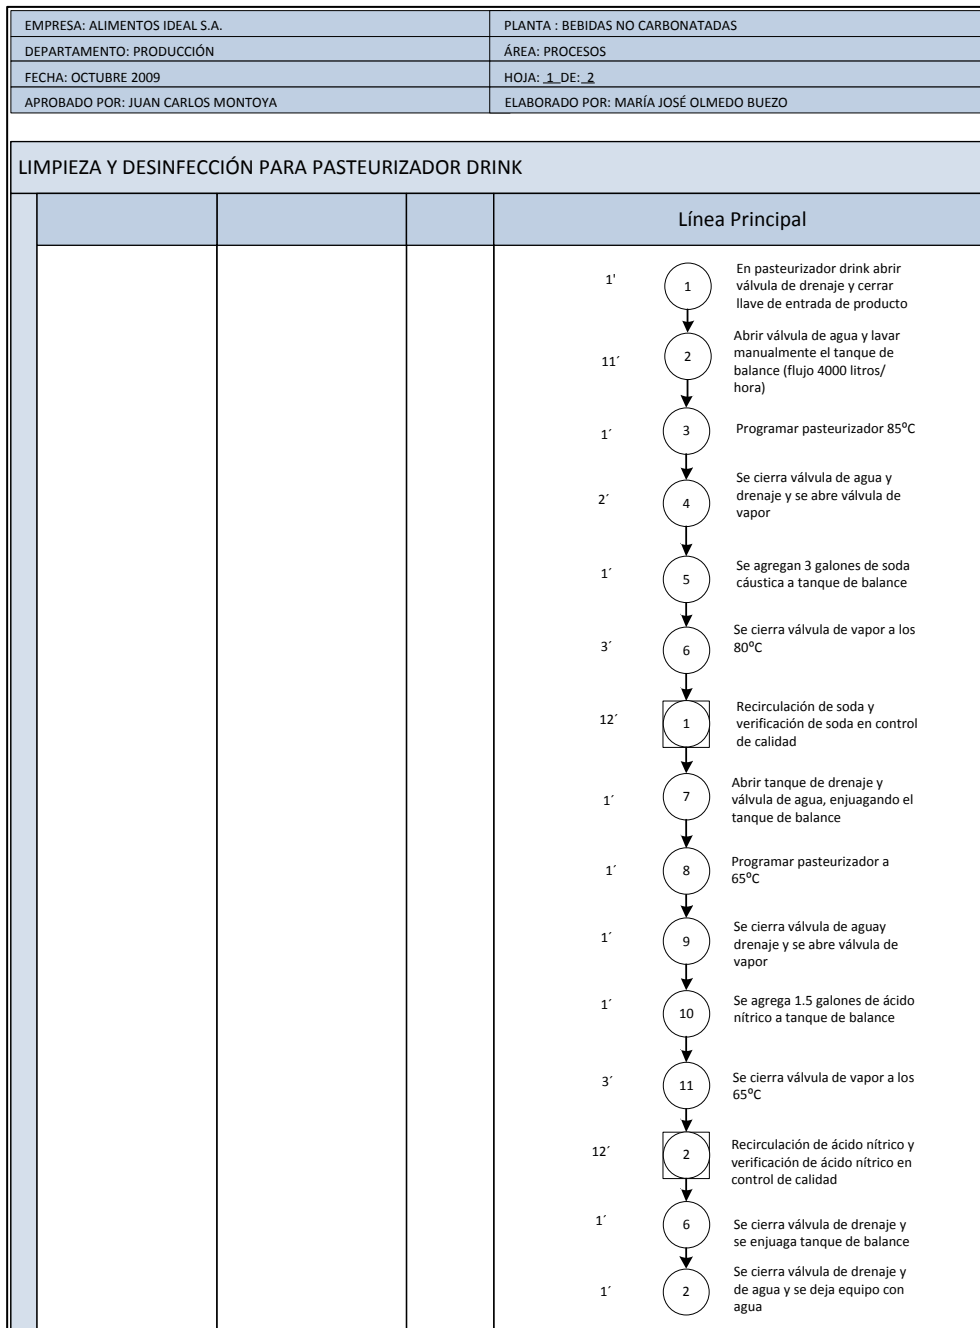 EMPRESA: ALIMENTOS IDEAL S.A.
PLANTA : BEBIDAS NO CARBONATADAS
DEPARTAMENTO: PRODUCCIÓN
ÁREA: PROCESOS
FECHA: OCTUBRE 2009
HOJA: 1 DE: 2
APROBADO POR: JUAN CARLOS MONTOYA
ELABORADO POR: MARÍA JOSÉ OLMEDO BUEZO
LIMPIEZA Y DESINFECCIÓN PARA PASTEURIZADOR DRINK
Línea Principal
1'
1
En pasteurizador drink abrir
válvula de drenaje y cerrar
llave de entrada de producto
11´
2
Abrir válvula de agua y lavar
manualmente el tanque de
balance (flujo 4000 litros/
hora)
1´
3
Programar pasteurizador 85ºC
2´
4
Se cierra válvula de agua y
drenaje y se abre válvula de
vapor
1´
5
Se agregan 3 galones de soda
cáustica a tanque de balance
3´
6
Se cierra válvula de vapor a los
80ºC
12´
1
Recirculación de soda y
verificación de soda en control
de calidad
1´
7
Abrir tanque de drenaje y
válvula de agua, enjuagando el
tanque de balance
1´
8
Programar pasteurizador a
65ºC
1´
9
Se cierra válvula de aguay
drenaje y se abre válvula de
vapor
1´
10
Se agrega 1.5 galones de ácido
nítrico a tanque de balance
3´
11
Se cierra válvula de vapor a los
65ºC
12´
2
Recirculación de ácido nítrico y
verificación de ácido nítrico en
control de calidad
1´
6
Se cierra válvula de drenaje y
se enjuaga tanque de balance
1´
2
Se cierra válvula de drenaje y
de agua y se deja equipo con
agua